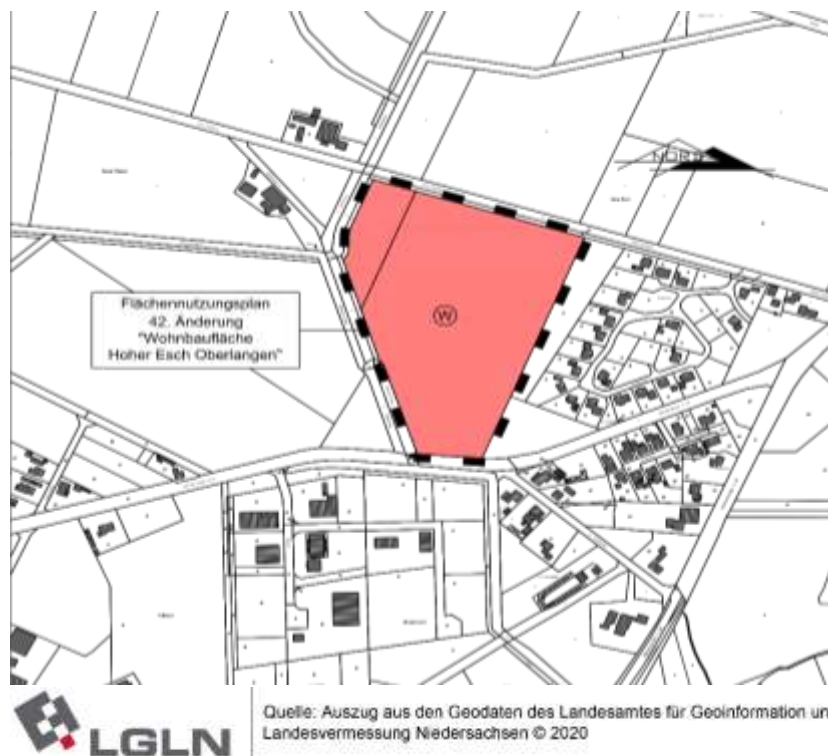 NORD
Flächennutzungsplan
42. Änderung
"Wohnbaufläche
Hoher Esch Oberlangen"
W
LGLN
Quelle: Auszug aus den Geodaten des Landesamtes für Geoinformation un
Landesvermessung Niedersachsen © 2020